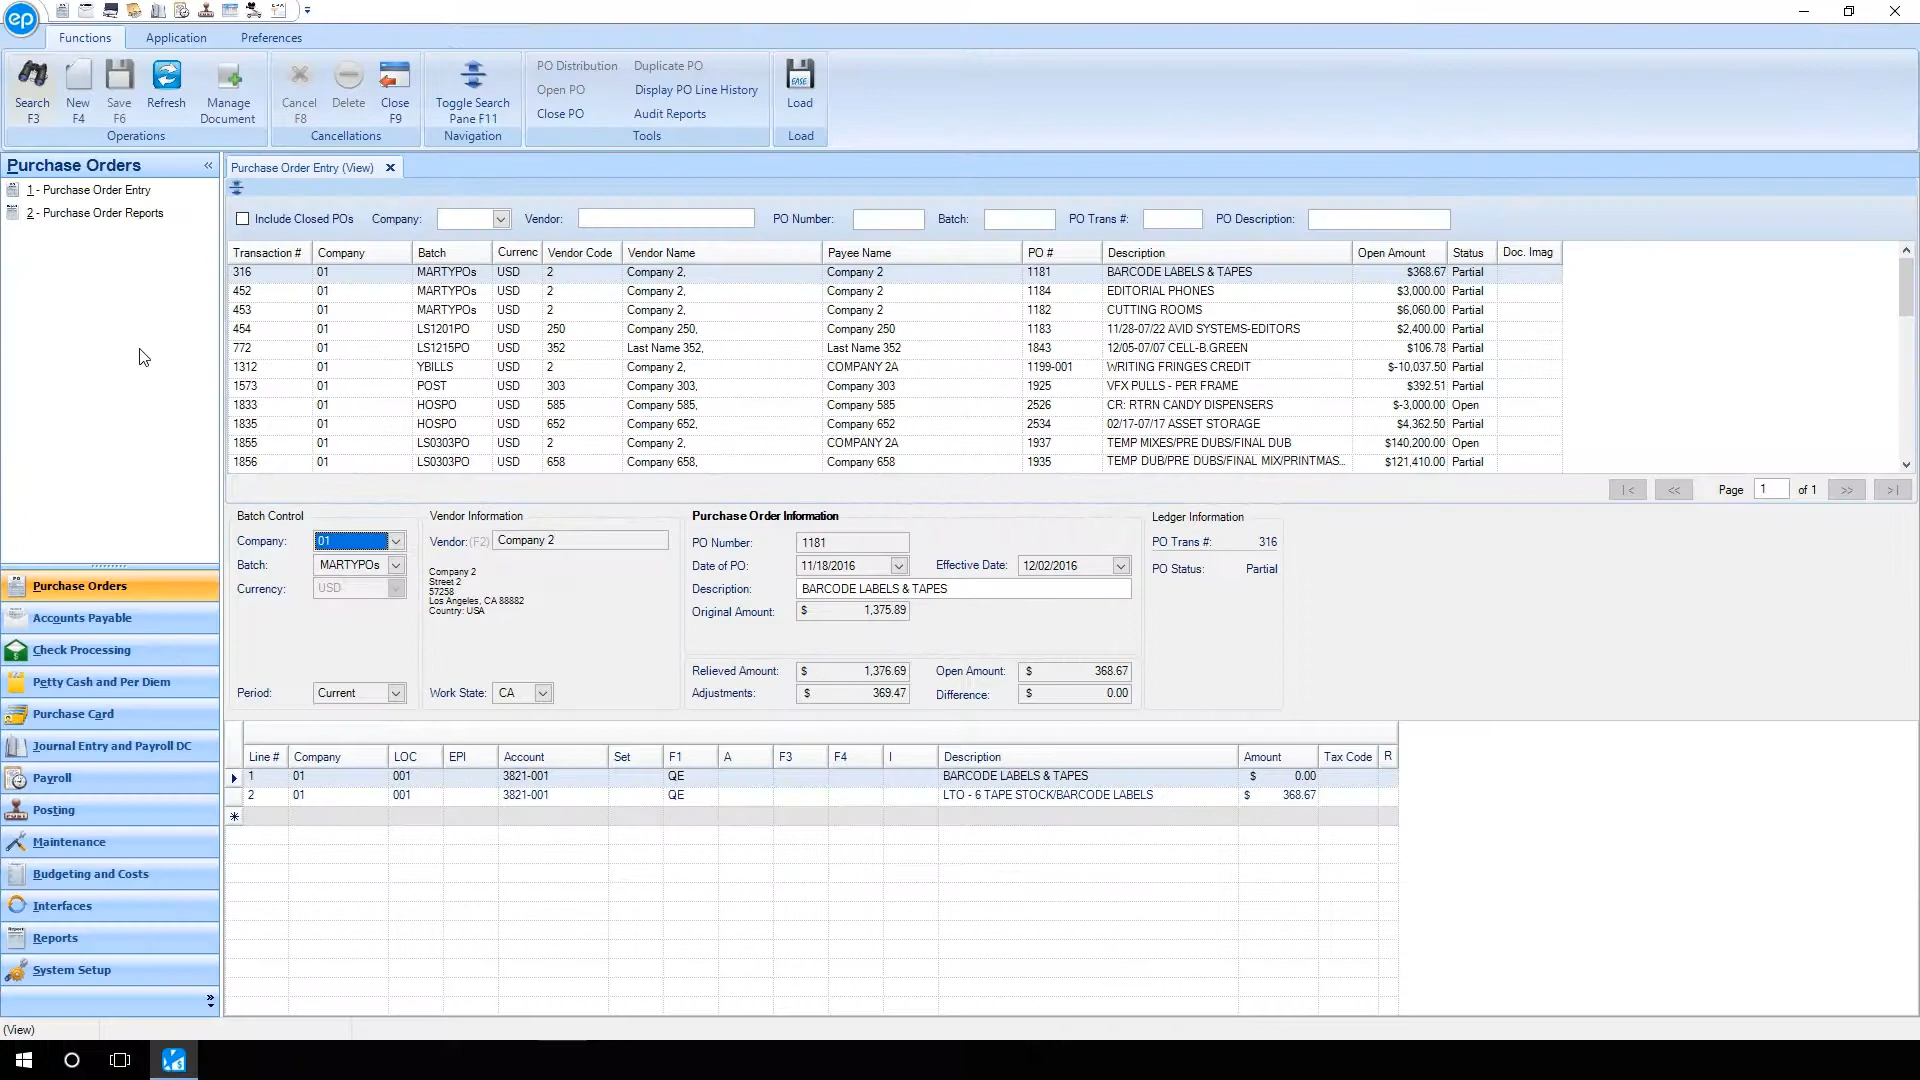 ep
Functions Application Preferences
Search F3 New F4 Save F6 Refresh Manage Document
Operations
Cancel F8 Delete Close F9
Cancellations
Toggle Search Pane F11
Navigation
PO Distribution Duplicate PO
Open PO Display PO Line History
Close PO Audit Reports
Tools
EASE
Load
Load
Purchase Orders «
1 - Purchase Order Entry
2 - Purchase Order Reports
Purchase Order Entry (View)
Include Closed POs Company: Vendor: PO Number: Batch: PO Trans #: PO Description:
Transaction # Company Batch Currenc Vendor Code Vendor Name Payee Name PO # Description Open Amount Status Doc. Imag
316 01 MARTYPOs USD 2 Company 2, Company 2 1181 BARCODE LABELS & TAPES $368.67 Partial
452 01 MARTYPOs USD 2 Company 2, Company 2 1184 EDITORIAL PHONES $3,000.00 Partial
453 01 MARTYPOs USD 2 Company 2, Company 2 1182 CUTTING ROOMS $6,060.00 Partial
454 01 LS1201PO USD 250 Company 250, Company 250 1183 11/28-07/22 AVID SYSTEMS-EDITORS $2,400.00 Partial
772 01 LS1215PO USD 352 Last Name 352, Last Name 352 1843 12/05-07/07 CELL-B.GREEN $106.78 Partial
1312 01 YBILLS USD 2 Company 2, COMPANY 2A 1199-001 WRITING FRINGES CREDIT $-10,037.50 Partial
1573 01 POST USD 303 Company 303, Company 303 1925 VFX PULLS - PER FRAME $392.51 Partial
1833 01 HOSPO USD 585 Company 585, Company 585 2526 CR: RTRN CANDY DISPENSERS $-3,000.00 Open
1835 01 HOSPO USD 652 Company 652, Company 652 2534 02/17-07/17 ASSET STORAGE $4,362.50 Partial
1855 01 LS0303PO USD 2 Company 2, COMPANY 2A 1937 TEMP MIXES/PRE DUBS/FINAL DUB $140,200.00 Open
1856 01 LS0303PO USD 658 Company 658, Company 658 1935 TEMP DUB/PRE DUBS/FINAL MIX/PRINTMAS... $121,410.00 Partial
|< << Page 1 of 1 >> >|
Batch Control
Company: 01
Batch: MARTYPOs
Currency: USD
Period: Current
Vendor Information
Vendor: (F2) Company 2
Company 2
Street 2
57258
Los Angeles, CA 88882
Country: USA
Work State: CA
Purchase Order Information
PO Number: 1181
Date of PO: 11/18/2016 Effective Date: 12/02/2016
Description: BARCODE LABELS & TAPES
Original Amount: $ 1,375.89
Relieved Amount: $ 1,376.69 Open Amount: $ 368.67
Adjustments: $ 369.47 Difference: $ 0.00
Ledger Information
PO Trans #: 316
PO Status: Partial
Line # Company LOC EPI Account Set F1 A F3 F4 I Description Amount Tax Code R
1 01 001 3821-001 QE BARCODE LABELS & TAPES $ 0.00
2 01 001 3821-001 QE LTO - 6 TAPE STOCK/BARCODE LABELS $ 368.67
Purchase Orders
Accounts Payable
Check Processing
Petty Cash and Per Diem
Purchase Card
Journal Entry and Payroll DC
Payroll
Posting
Maintenance
Budgeting and Costs
Interfaces
Reports
System Setup
(View)